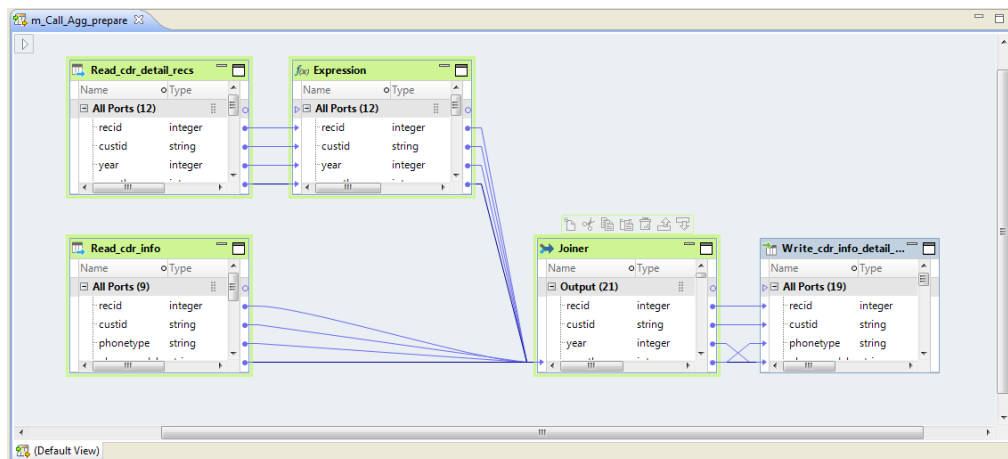 m_Call_Agg_prepare
Read_cdr_detail_recs
Name Type
All Ports (12)
recid integer
custid string
year integer
f(x) Expression
Name Type
All Ports (12)
recid integer
custid string
year integer
Read_cdr_info
Name Type
All Ports (9)
recid integer
custid string
phonetype string
Joiner
Name Type
Output (21)
recid integer
custid string
year integer
Write_cdr_info_detail_...
Name Type
All Ports (19)
recid integer
custid string
phonetype string
(Default View)